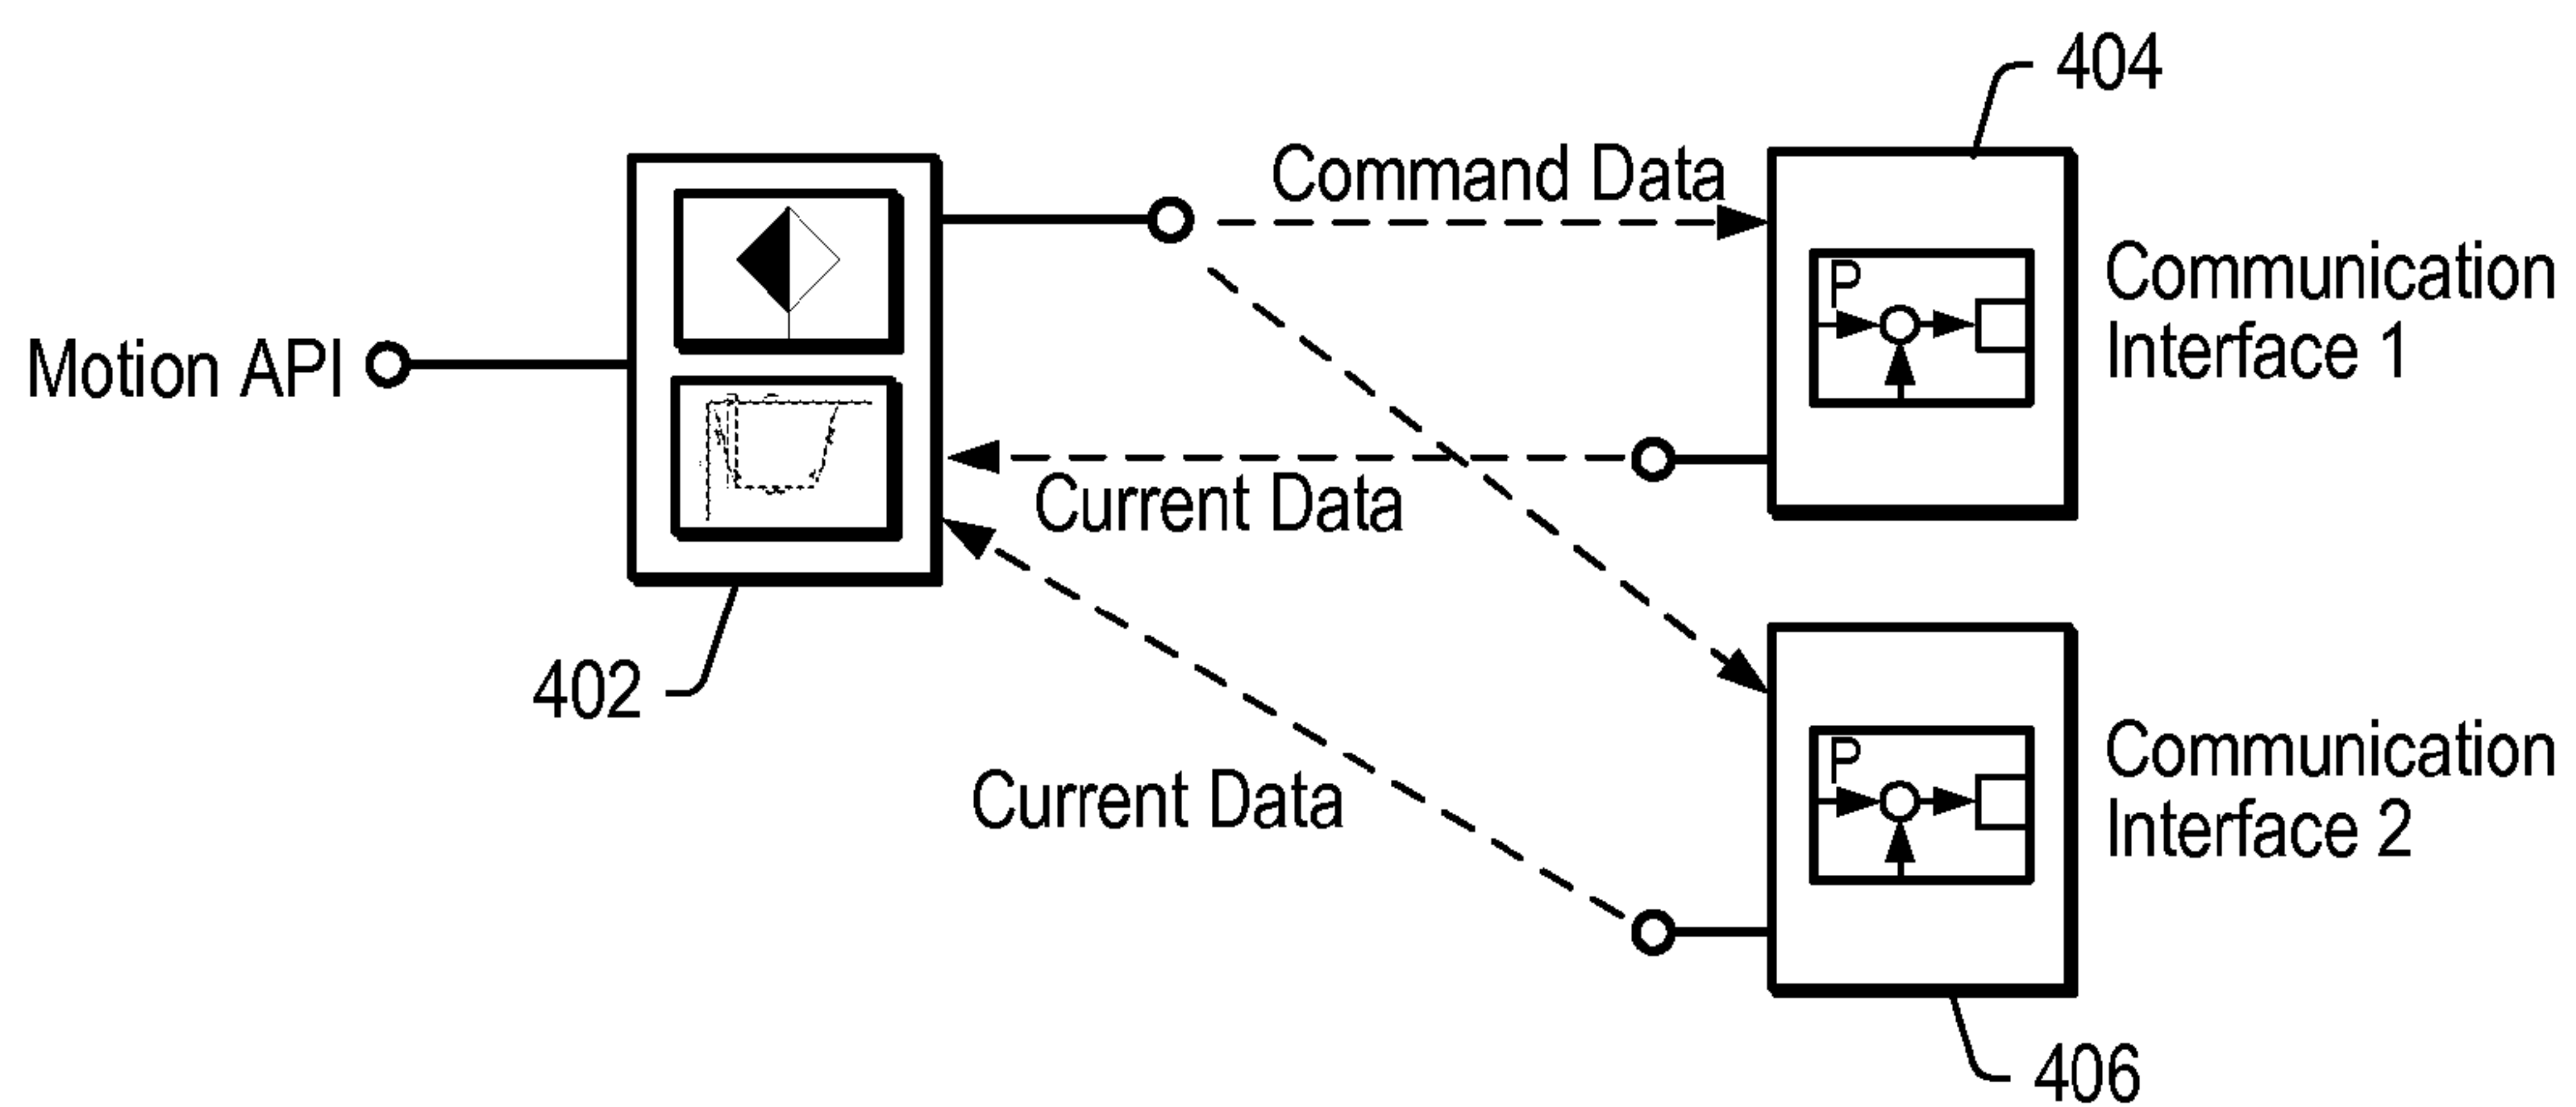 404
Command Data
P
Communication
Interface 1
Motion API
Current Data
402
P
Communication
Interface 2
Current Data
406